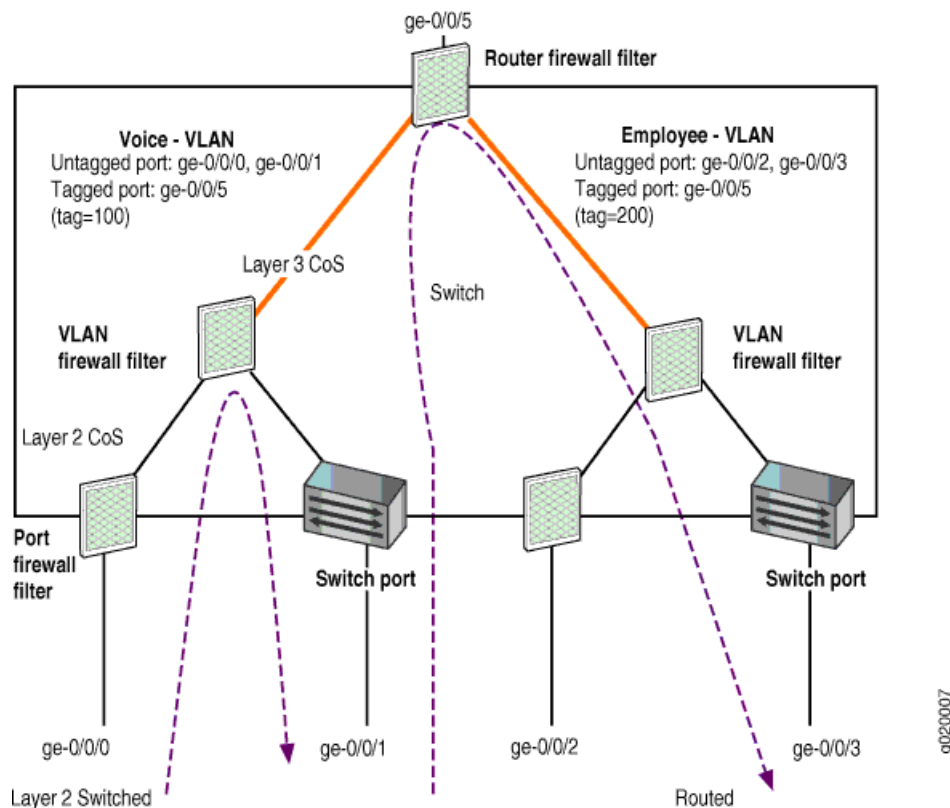 ge-0/0/5
Router firewall filter
Voice - VLAN
Untagged port: ge-0/0/0, ge-0/0/1
Tagged port: ge-0/0/5
(tag=100)
Employee - VLAN
Untagged port: ge-0/0/2, ge-0/0/3
Tagged port: ge-0/0/5
(tag=200)
Layer 3 CoS
Switch
VLAN
firewall filter
VLAN
firewall filter
Layer 2 CoS
Port
firewall
filter
Switch port
Switch port
ge-0/0/0
ge-0/0/1
ge-0/0/2
ge-0/0/3
Layer 2 Switched
Routed
g020007